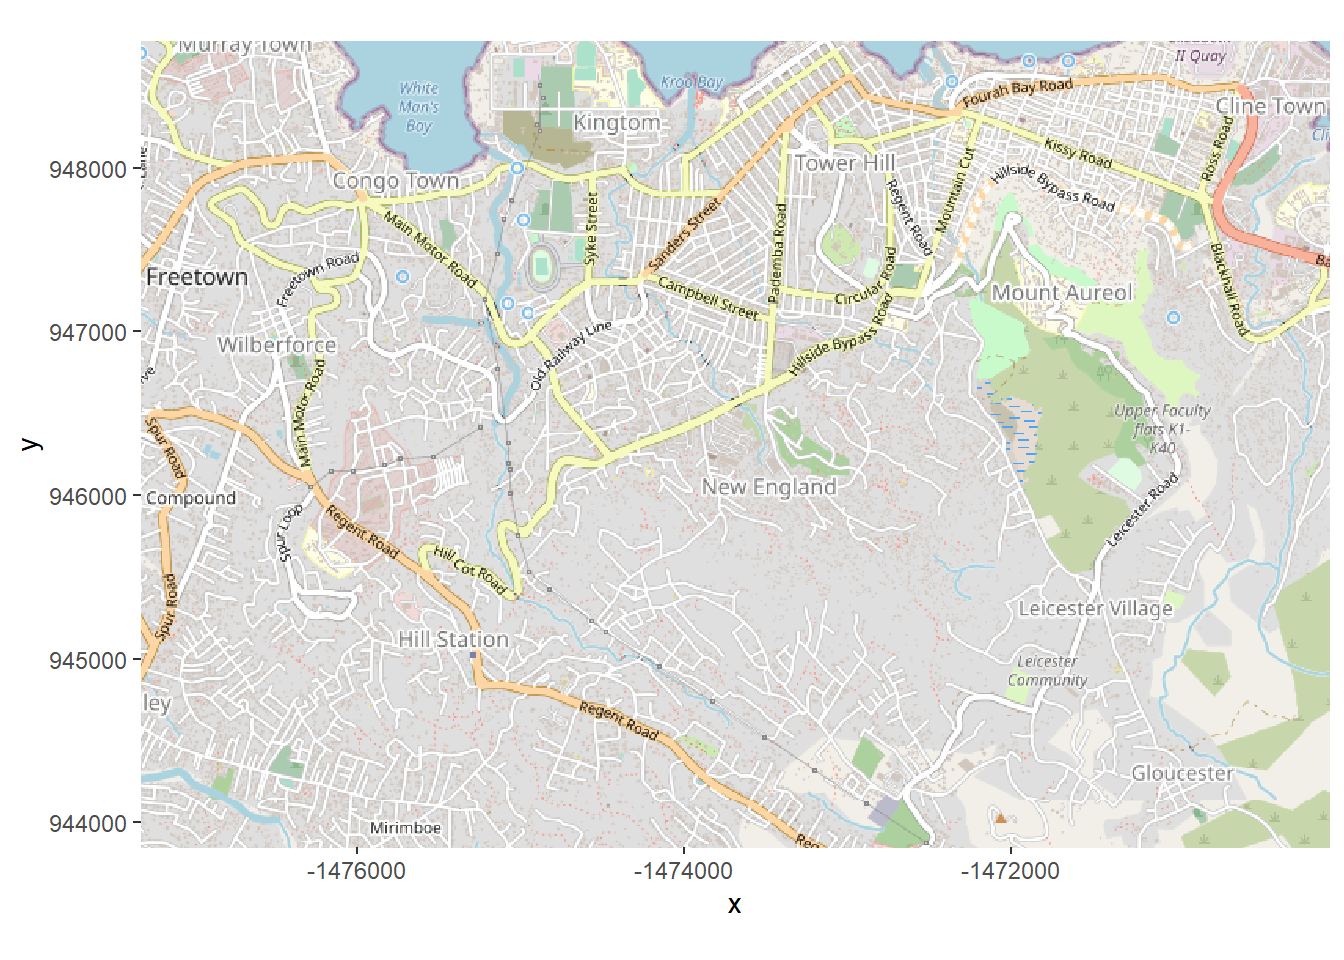 Murray Town
White
Man's
Bay
Kroo Bay
II Quay
Fourah Bay Road
Cline Town
Kingtom
Tower Hill
Kissy Road
Ross Road
948000
Congo Town
Hillside Bypass Road
Mountain Cut
Regent Road
Main Motor Road
Syke Street
Sanders Street
Pademba Road
Freetown
Freetown Road
Campbell Street
Circular Road
Mount Aureol
Blackhall Road
947000
Wilberforce
Old Railway Line
Hillside Bypass Road
Main Motor Road
Upper Faculty
flats K1-
K40
Spur Road
y
946000
Compound
New England
Leicester Road
Spur Loop
Regent Road
Hill Cot Road
Spur Road
Leicester Village
Hill Station
945000
Leicester
Community
ley
Regent Road
Gloucester
944000
Mirimboe
Reg
-1476000
-1474000
-1472000
x